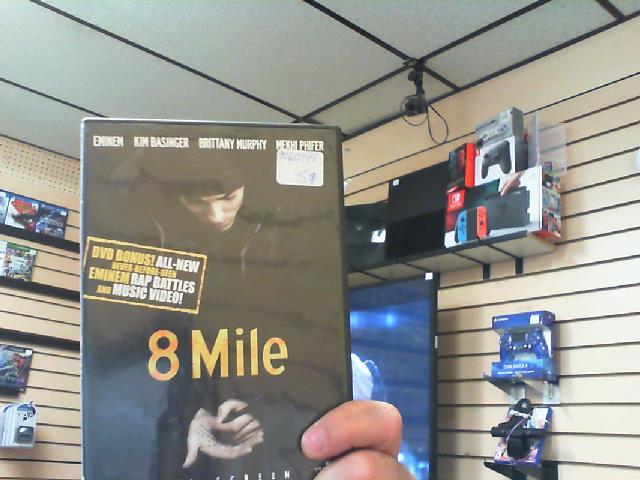 EMINEM KIM BASINGER BRITTANY MURPHY MEKHI PHIFER
5$
DVD BONUS! ALL-NEW
NEVER-BEFORE-SEEN
EMINEM RAP BATTLES
AND MUSIC VIDEO!
8 Mile